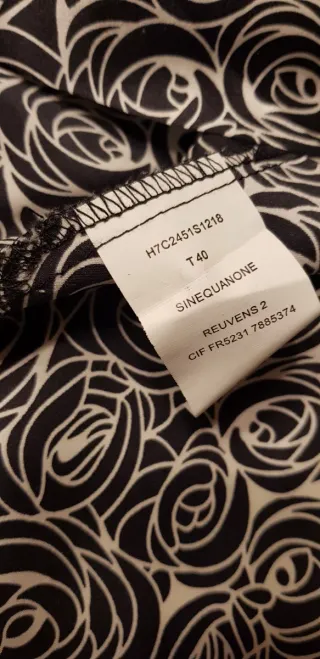 H7C2451S1218
T 40
SINEQUANONE
REUVENS 2
CIF FR5231 7885374